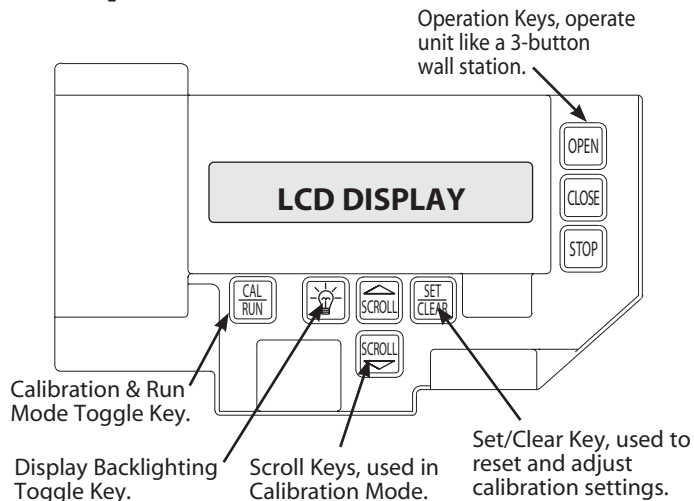 Operation Keys, operate
unit like a 3-button
wall station.
OPEN
LCD DISPLAY
CLOSE
STOP
CAL
RUN
SCROLL
SET
CLEAR
SCROLL
Calibration & Run
Mode Toggle Key.
Display Backlighting
Toggle Key.
Scroll Keys, used in
Calibration Mode.
Set/Clear Key, used to
reset and adjust
calibration settings.